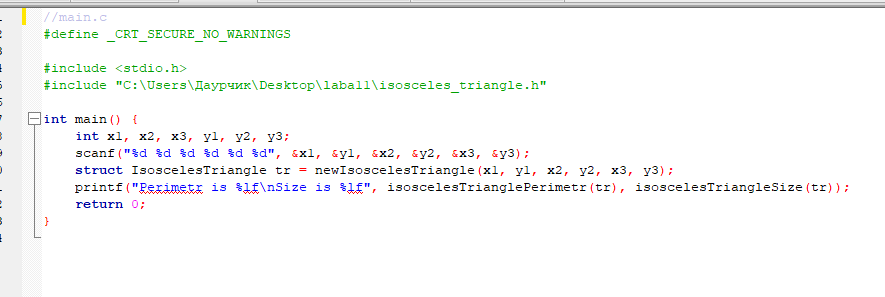 //main.c
#define _CRT_SECURE_NO_WARNINGS
#include <stdio.h>
#include "C:\Users\Даурчик\Desktop\laba11\isosceles_triangle.h"
int main() {
int x1, x2, x3, y1, y2, y3;
scanf("%d %d %d %d %d %d", &x1, &y1, &x2, &y2, &x3, &y3);
struct IsoscelesTriangle tr = newIsoscelesTriangle(x1, y1, x2, y2, x3, y3);
printf("Perimetr is %lf\nSize is %lf", isoscelesTrianglePerimetr(tr), isoscelesTriangleSize(tr));
return 0;
}